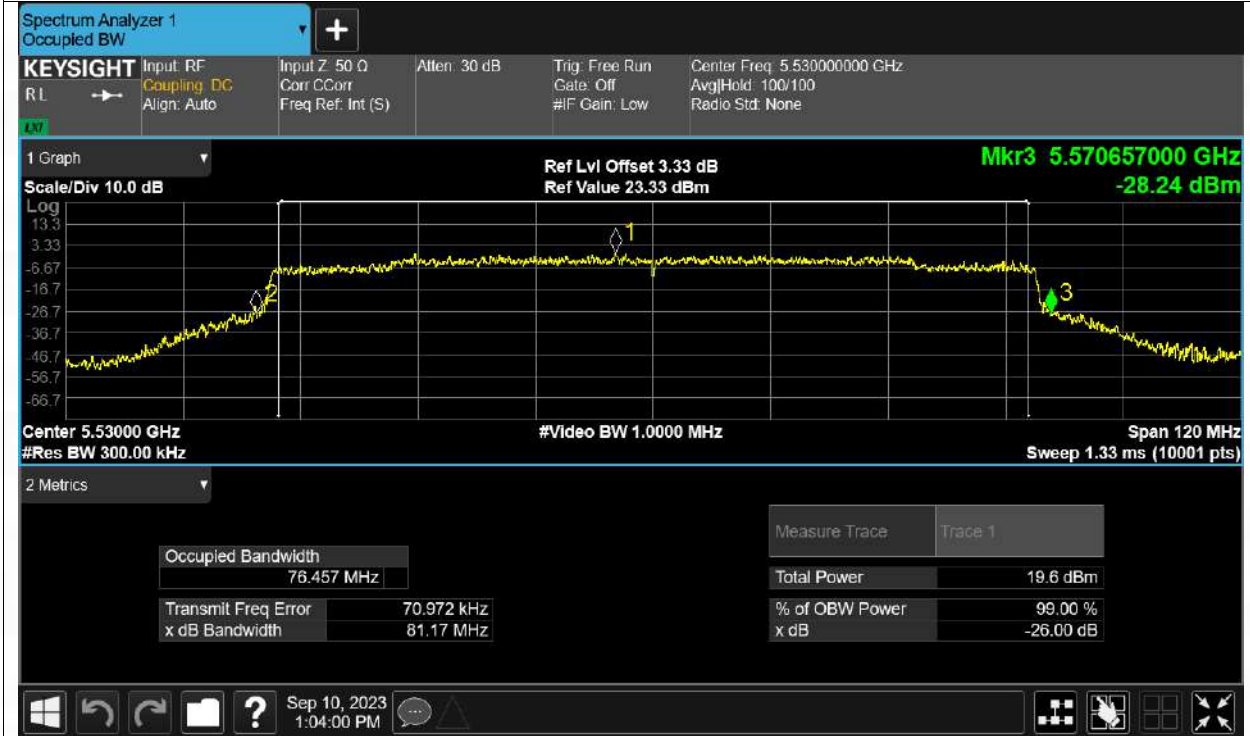 Spectrum Analyzer 1
Occupied BW
+
KEYSIGHT Input: RF Input Z: 50 Ω Atten: 30 dB Trig: Free Run Center Freq: 5.530000000 GHz
RL Coupling: DC Corr CCorr Gate: Off Avg|Hold: 100/100
Align: Auto Freq Ref: Int (S) #IF Gain: Low Radio Std: None
LXI
1 Graph
Ref Lvl Offset 3.33 dB Mkr3 5.570657000 GHz
Scale/Div 10.0 dB Ref Value 23.33 dBm -28.24 dBm
Log
13.3
3.33
-6.67
-16.7
-26.7
-36.7
-46.7
-56.7
-66.7
1
2
3
Center 5.53000 GHz #Video BW 1.0000 MHz Span 120 MHz
#Res BW 300.00 kHz Sweep 1.33 ms (10001 pts)
2 Metrics
Measure Trace Trace 1
Occupied Bandwidth
76.457 MHz Total Power 19.6 dBm
Transmit Freq Error 70.972 kHz % of OBW Power 99.00 %
x dB Bandwidth 81.17 MHz x dB -26.00 dB
? Sep 10, 2023
1:04:00 PM